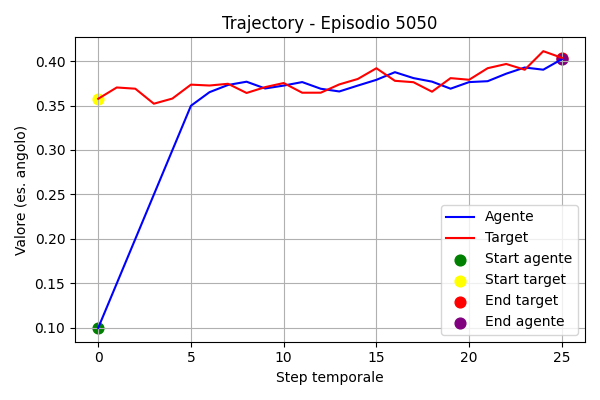 Trajectory - Episodio 5050
Valore (es. angolo)
0.40
0.35
0.30
0.25
0.20
0.15
0.10
Agente
Target
Start agente
Start target
End target
End agente
0 5 10 15 20 25
Step temporale